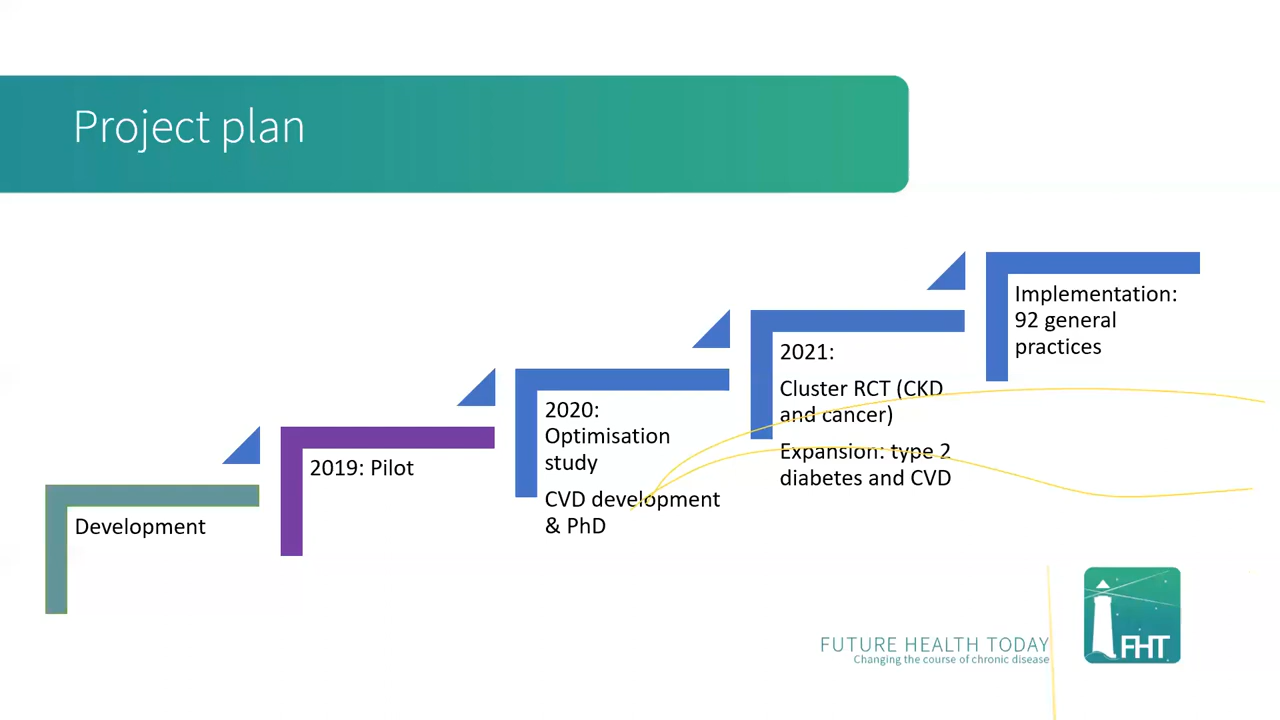 Project plan
Development
2019: Pilot
2020:
Optimisation
study
CVD development
& PhD
2021:
Cluster RCT (CKD
and cancer)
Expansion: type 2
diabetes and CVD
Implementation:
92 general
practices
FUTURE HEALTH TODAY
Changing the course of chronic disease
FHT